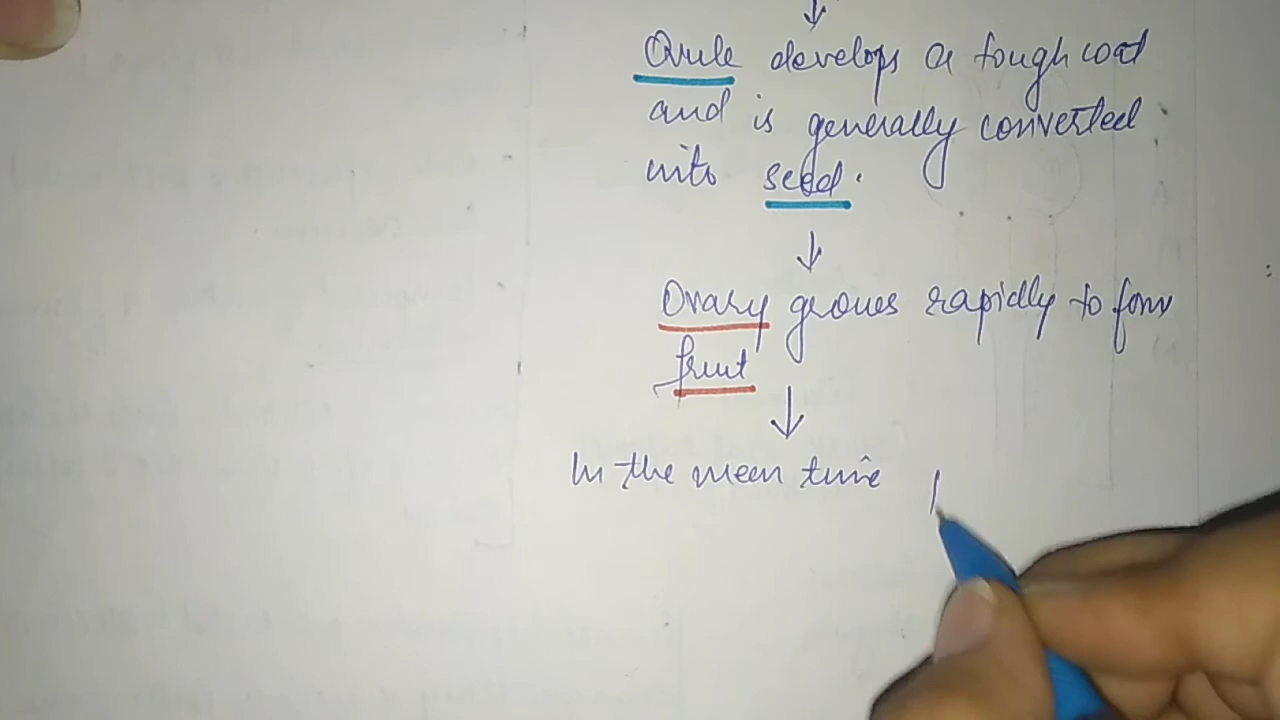 Ovule develops a tough coat
and is generally converted
into seed.
Ovary grows rapidly to form
fruit
In the mean time